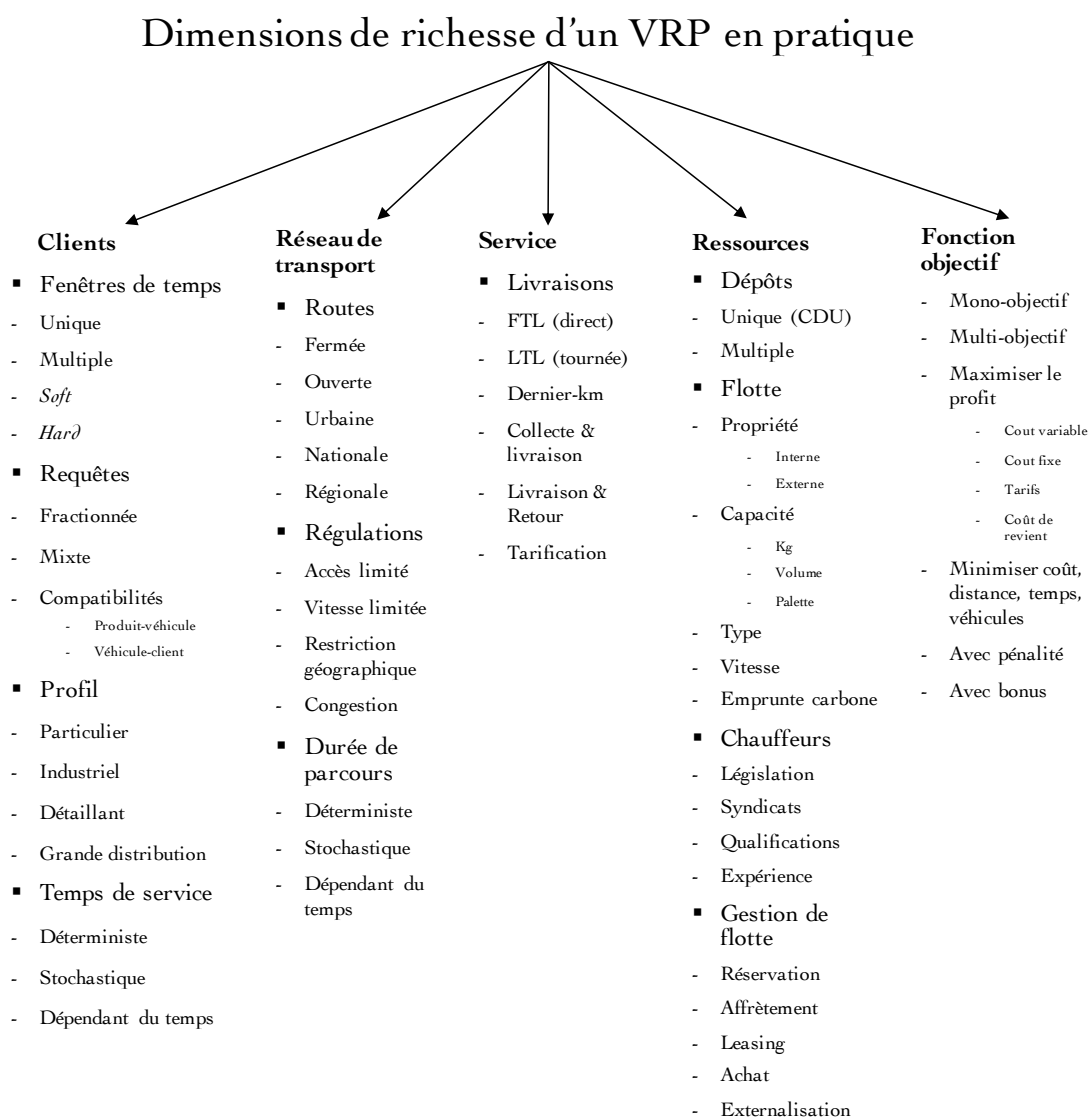 Dimensions de richesse d'un VRP en pratique
Clients
▪ Fenêtres de temps
- Unique
- Multiple
- Soft
- Hard
▪ Requêtes
- Fractionnée
- Mixte
- Compatibilités
- Produit-véhicule
- Véhicule-client
▪ Profil
- Particulier
- Industriel
- Détaillant
- Grande distribution
▪ Temps de service
- Déterministe
- Stochastique
- Dépendant du temps
Réseau de
transport
▪ Routes
- Fermée
- Ouverte
- Urbaine
- Nationale
- Régionale
▪ Régulations
- Accès limité
- Vitesse limitée
- Restriction
géographique
- Congestion
▪ Durée de
parcours
- Déterministe
- Stochastique
- Dépendant du
temps
Service
▪ Livraisons
- FTL (direct)
- LTL (tournée)
- Dernier-km
- Collecte &
livraison
- Livraison &
Retour
- Tarification
Ressources
▪ Dépôts
- Unique (CDU)
- Multiple
▪ Flotte
- Propriété
- Interne
- Externe
- Capacité
- Kg
- Volume
- Palette
- Type
- Vitesse
- Emprunte carbone
▪ Chauffeurs
- Législation
- Syndicats
- Qualifications
- Expérience
▪ Gestion de
flotte
- Réservation
- Affrètement
- Leasing
- Achat
- Externalisation
Fonction
objectif
- Mono-objectif
- Multi-objectif
- Maximiser le
profit
- Cout variable
- Cout fixe
- Tarifs
- Coût de
revient
- Minimiser coût,
distance, temps,
véhicules
- Avec pénalité
- Avec bonus